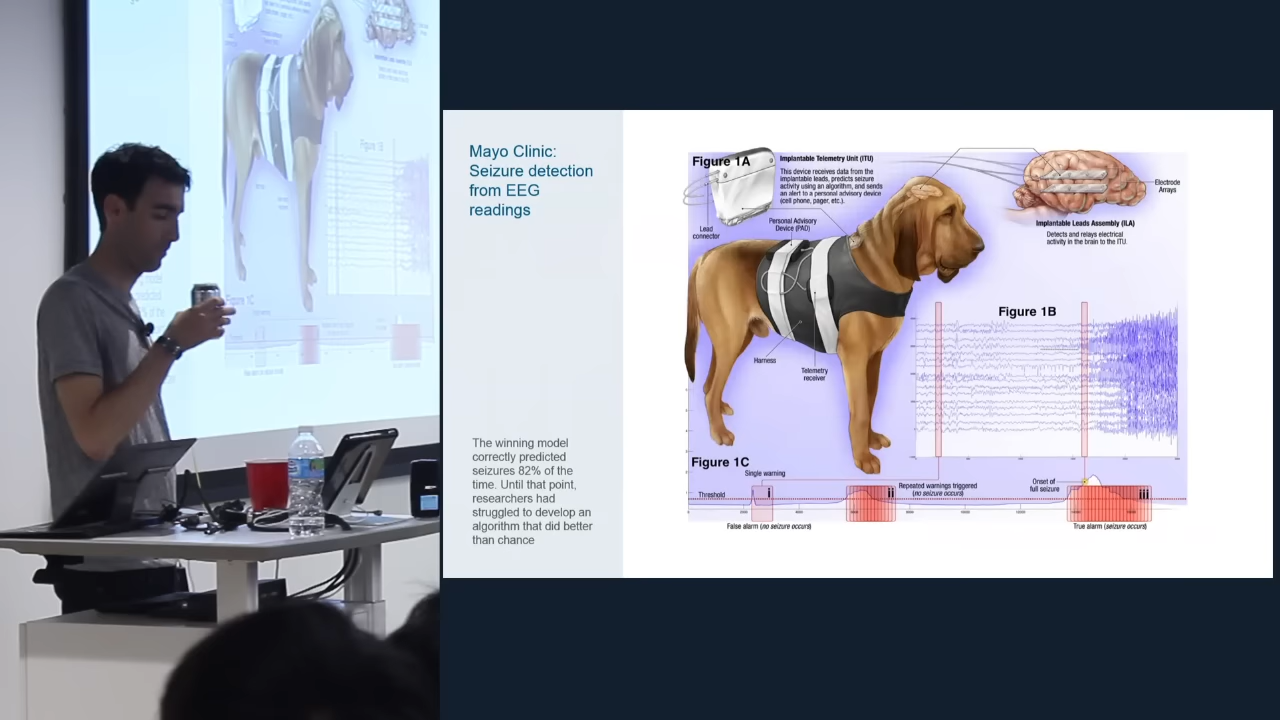 Mayo Clinic:
Seizure detection
from EEG
readings
The winning model
correctly predicted
seizures 82% of the
time. Until that point,
researchers had
struggled to develop an
algorithm that did better
than chance
Figure 1A
Implantable Telemetry Unit (ITU)
This device receives data from the
implantable leads, predicts seizure
activity using an algorithm, and sends
an alert to a personal advisory device
(cell phone, pager, etc.).
Lead
connector
Personal Advisory
Device (PAD)
Electrode
Arrays
Implantable Leads Assembly (ILA)
Detects and relays electrical
activity in the brain to the ITU.
Harness
Telemetry
receiver
Figure 1B
Figure 1C
Single warning
Threshold
i
ii
iii
Repeated warnings triggered
(no seizure occurs)
Onset of
full seizure
False alarm (no seizure occurs)
True alarm (seizure occurs)